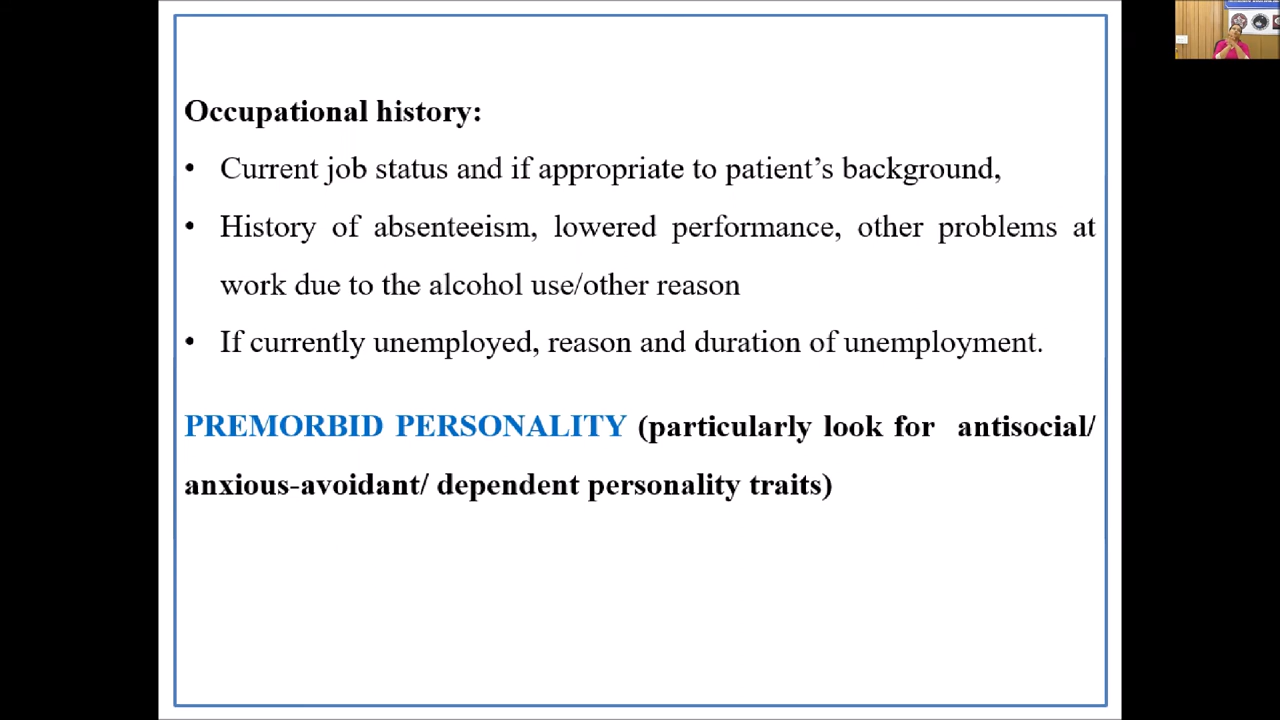 Occupational history:
• Current job status and if appropriate to patient’s background,
• History of absenteeism, lowered performance, other problems at
work due to the alcohol use/other reason
• If currently unemployed, reason and duration of unemployment.
PREMORBID PERSONALITY (particularly look for antisocial/
anxious-avoidant/ dependent personality traits)